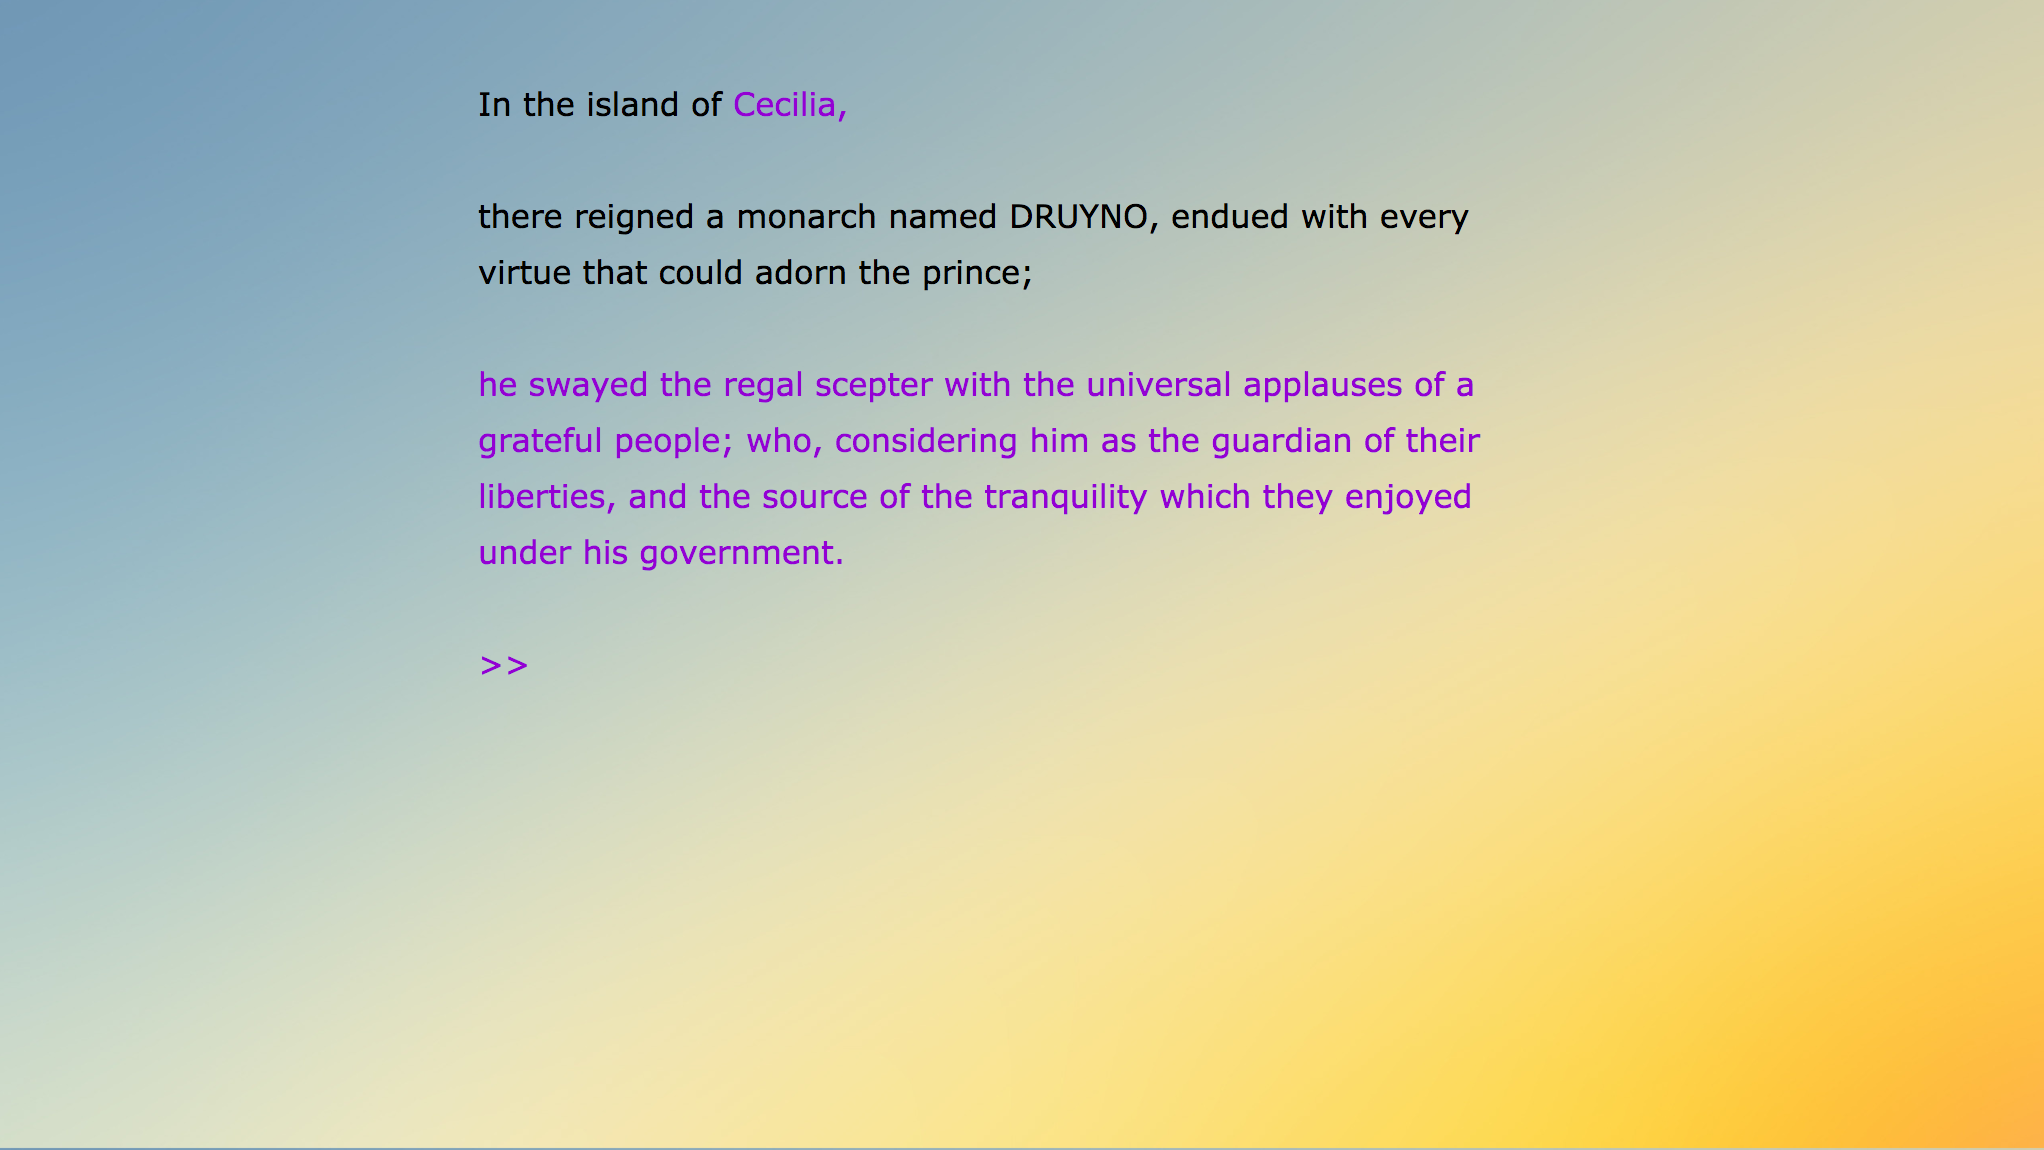 In the island of Cecilia,
there reigned a monarch named DRUYNO, endued with every
virtue that could adorn the prince;
he swayed the regal scepter with the universal applauses of a
grateful people; who, considering him as the guardian of their
liberties, and the source of the tranquility which they enjoyed
under his government.
>>